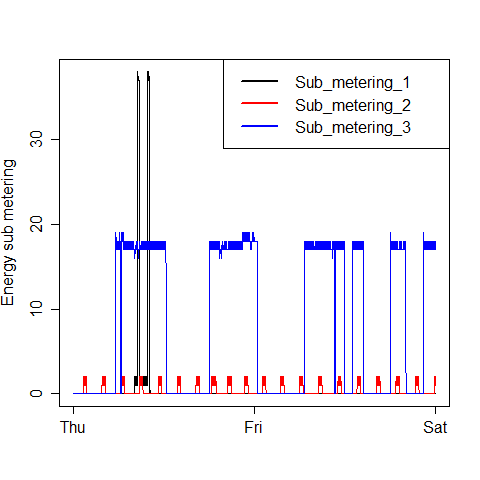 Sub_metering_1
Sub_metering_2
Sub_metering_3
Energy sub metering
30
20
10
0
Thu Fri Sat